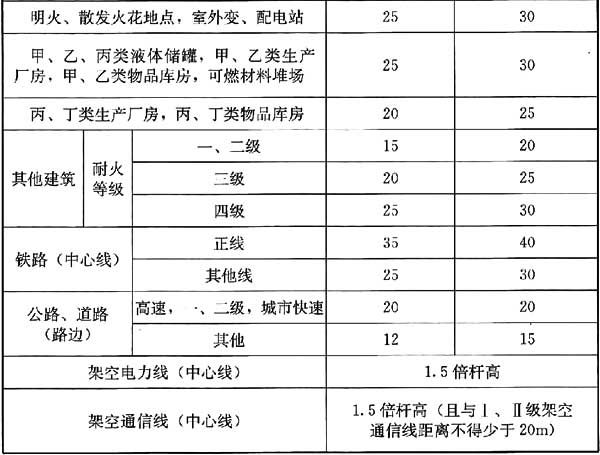 明火、散发火花地点，室外变、配电站 25 30
甲、乙、丙类液体储罐，甲、乙类生产
厂房，甲、乙类物品库房，可燃材料堆场 25 30
丙、丁类生产厂房，丙、丁类物品库房 20 25
其他建筑 耐火
等级 一、二级 15 20
三级 20 25
四级 25 30
铁路（中心线） 正线 35 40
其他线 25 30
公路、道路
（路边） 高速，一、二级，城市快速 20 20
其他 12 15
架空电力线（中心线） 1.5倍杆高
架空通信线（中心线） 1.5倍杆高（且与Ⅰ、Ⅱ级架空
通信线距离不得少于20m）